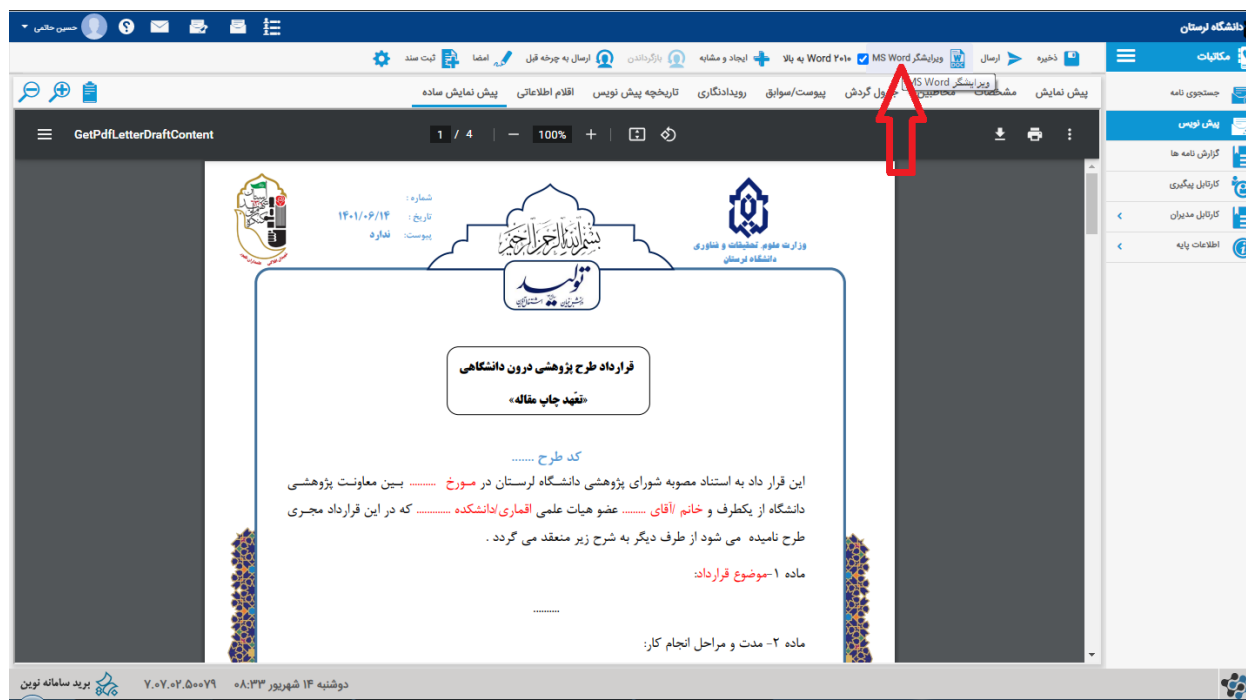 دانشگاه لرستان
حسین حاتمی
مکاتبات
ذخیره
ارسال
ویرایشگر MS Word
Word ۲۰۱۰ به بالا
ایجاد و مشابه
بازگرداندن
ارسال به چرخه قبل
امضا
ثبت سند
ویرایشگر MS Word
پیش نمایش
مشخصات
مخاطبین
جدول گردش
پیوست/سوابق
رویدادنگاری
تاریخچه پیش نویس
اقلام اطلاعاتی
پیش نمایش ساده
جستجوی نامه
پیش نویس
گزارش نامه ها
کارتابل پیگیری
کارتابل مدیران
اطلاعات پایه
GetPdfLetterDraftContent
1 / 4
100%
شماره :
تاریخ : ۱۴۰۱/۰۶/۱۴
پیوست: ندارد
وزارت علوم، تحقیقات و فناوری
دانشگاه لرستان
تولید
قرارداد طرح پژوهشی درون دانشگاهی
«تعّهد چاپ مقاله»
کد طرح .......
این قرار داد به استناد مصوبه شورای پژوهشی دانشگاه لرستان در مورخ ......... بین معاونت پژوهشی
دانشگاه از یکطرف و خانم /آقای ........ عضو هیات علمی اقماری/دانشکده ............ که در این قرارداد مجری
طرح نامیده می شود از طرف دیگر به شرح زیر منعقد می گردد .
ماده ۱-موضوع قرارداد:
..........
ماده ۲- مدت و مراحل انجام کار:
دوشنبه ۱۴ شهریور ۰۸:۳۳
۷.۰۷.۰۲.۵۰۰۷۹
برید سامانه نوین